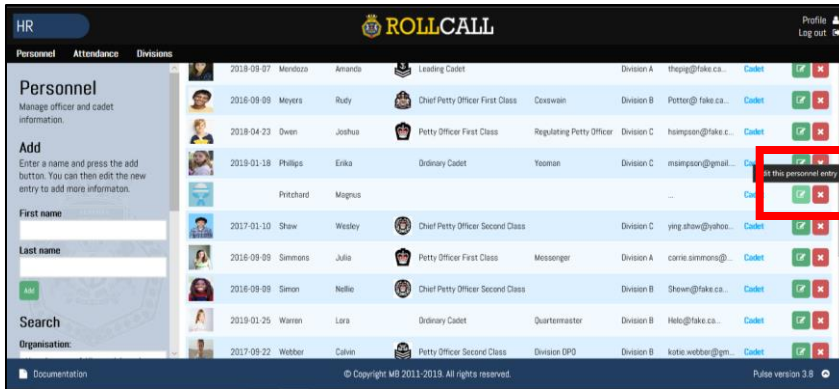 HR
ROLLCALL
Profile
Log out
Personnel Attendance Divisions
Personnel
Manage officer and cadet
information.
Add
Enter a name and press the add
button. You can then edit the new
entry to add more informaton.
First name
Last name
Add
Search
Organisation:
2018-09-07 Mendoza Amanda Leading Cadet Division A thepig@fake.ca... Cadet
2016-09-09 Meyers Rudy Chief Petty Officer First Class Coxswain Division B Potter@ fake.ca... Cadet
2018-04-23 Owen Joshua Petty Officer First Class Regulating Petty Officer Division C hsimpson@fake.c... Cadet
2019-01-18 Phillips Erika Ordinary Cadet Yeoman Division C msimpson@gmail...
dit this personnel entry
Pritchard Magnus ... Ca
2017-01-10 Shaw Wesley Chief Petty Officer Second Class Division C ying.shaw@yahoo... Cadet
2016-09-09 Simmons Julia Petty Officer First Class Messenger Division A carrie.simmons@... Cadet
2016-09-09 Simon Nellie Chief Petty Officer Second Class Division B Shown@fake.ca... Cadet
2019-01-25 Warren Lora Ordinary Cadet Quartermaster Division B Helo@fake.ca... Cadet
2017-09-22 Webber Calvin Petty Officer Second Class Division DPO Division B katie.webber@gm... Cadet
Documentation
© Copyright MB 2011-2019. All rights reserved.
Pulse version 3.8